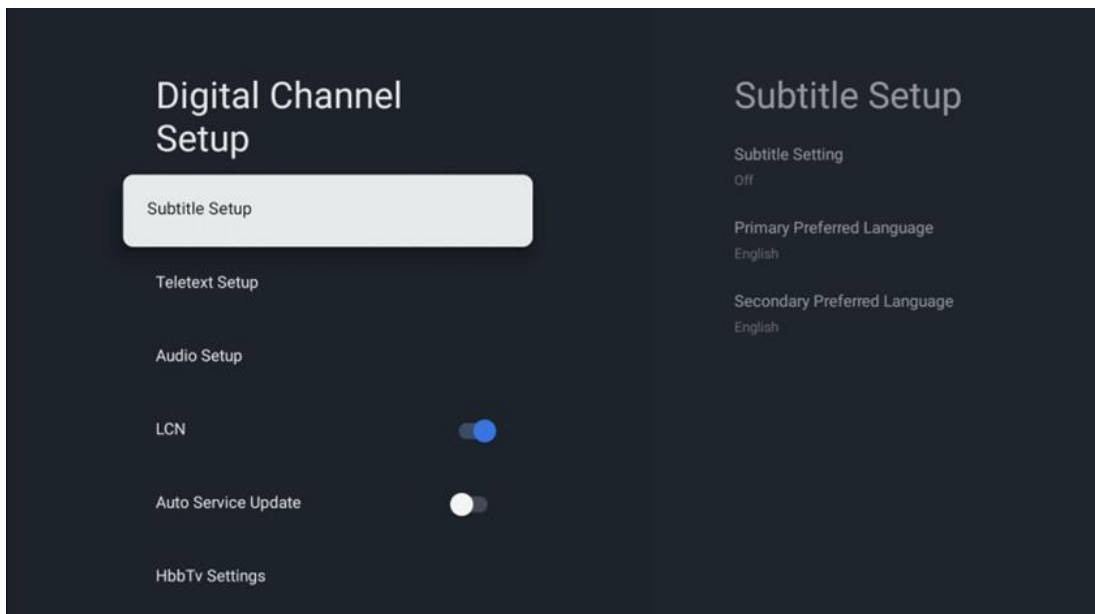 Digital Channel
Setup
Subtitle Setup
Teletext Setup
Audio Setup
LCN
Auto Service Update
HbbTv Settings
Subtitle Setup
Subtitle Setting
Off
Primary Preferred Language
English
Secondary Preferred Language
English